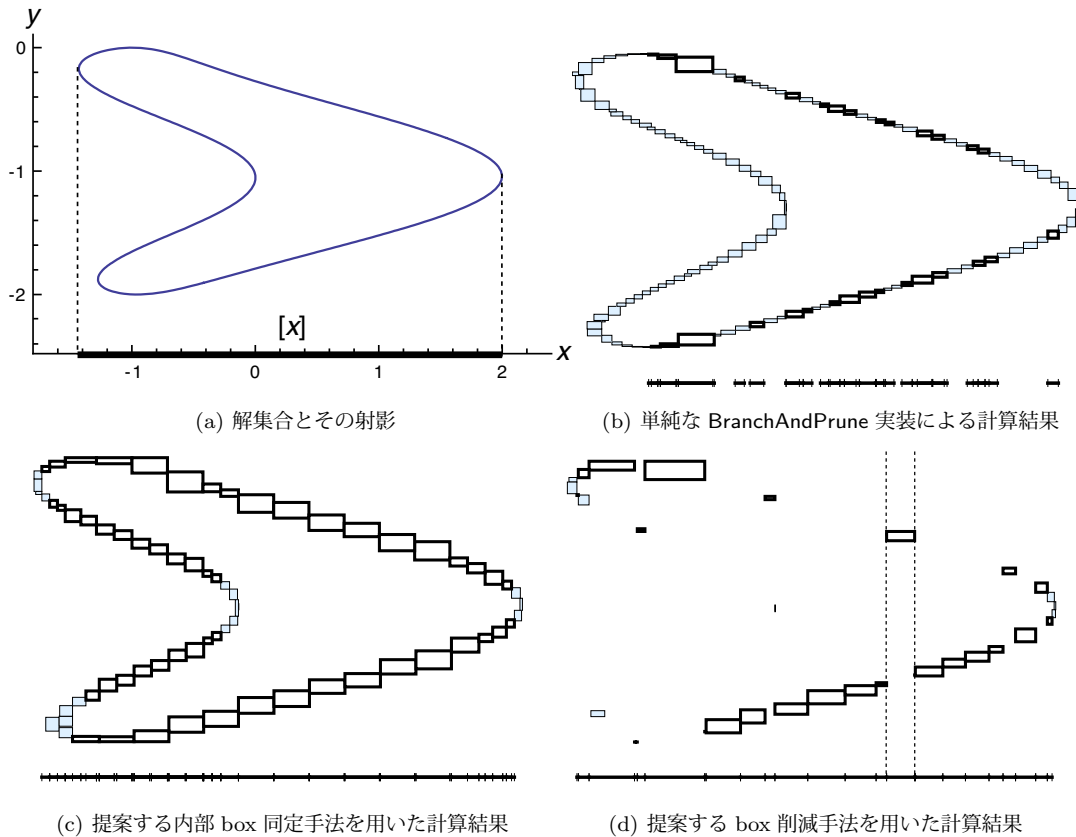 y
0
-1
-2
[x]
x
-1
0
1
2
(a) 解集合とその射影
(b) 単純な BranchAndPrune 実装による計算結果
(c) 提案する内部 box 同定手法を用いた計算結果
(d) 提案する box 削減手法を用いた計算結果